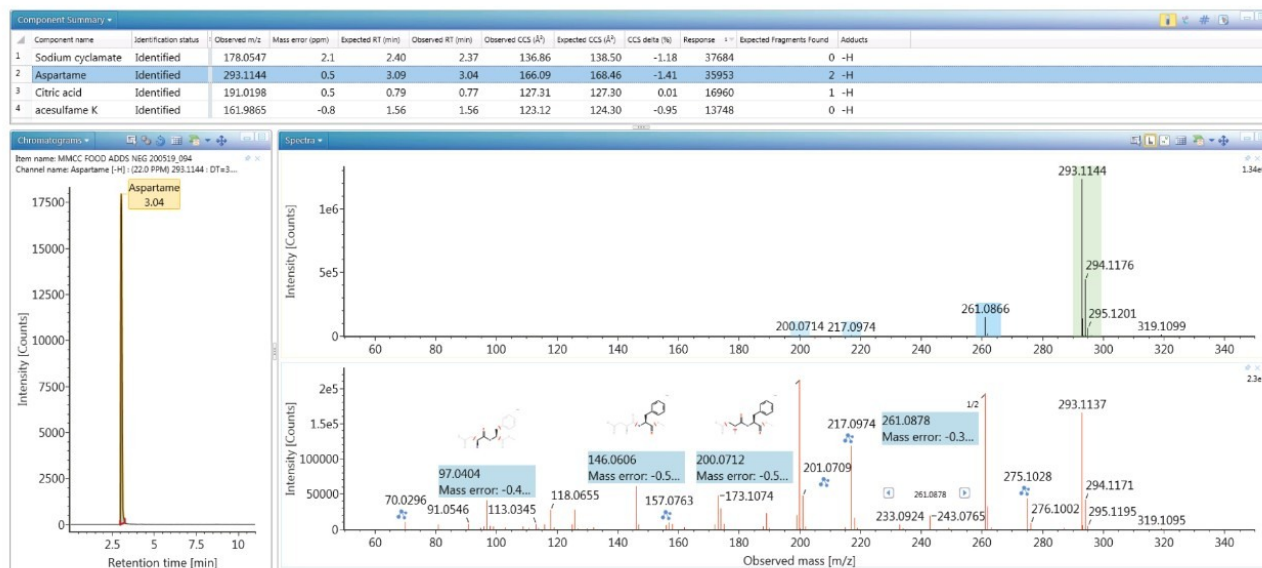 Component Summary
Component name Identification status Observed m/z Mass error (ppm) Expected RT (min) Observed RT (min) Observed CCS (Å²) Expected CCS (Å²) CCS delta (%) Response Expected Fragments Found Adducts
1 Sodium cyclamate Identified 178.0547 2.1 2.40 2.37 136.86 138.50 -1.18 37684 0 -H
2 Aspartame Identified 293.1144 0.5 3.09 3.04 166.09 168.46 -1.41 35953 2 -H
3 Citric acid Identified 191.0198 0.5 0.79 0.77 127.31 127.30 0.01 16960 1 -H
4 acesulfame K Identified 161.9865 -0.8 1.56 1.56 123.12 124.30 -0.95 13748 0 -H
Chromatograms
Item name: MMCC FOOD ADDS NEG 200519_094
Channel name: Aspartame [-H] : (22.0 PPM) 293.1144 : DT=3....
Aspartame
3.04
17500
15000
12500
10000
7500
5000
2500
0
Intensity [Counts]
2.5 5 7.5 10
Retention time [min]
Spectra
293.1144
1.34e
1e6
294.1176
5e5
261.0866
295.1201
200.0714 217.0974 319.1099
0
Intensity [Counts]
60 80 100 120 140 160 180 200 220 240 260 280 300 320 340
2.3e
2e5
1/2
293.1137
217.0974
261.0878
Mass error: -0.3...
1.5e5
146.0606
Mass error: -0.5...
200.0712
Mass error: -0.5...
97.0404
Mass error: -0.4...
100000
201.0709
275.1028
118.0655
70.0296
157.0763
173.1074
261.0878
294.1171
50000
91.0546
113.0345
233.0924
243.0765
276.1002
295.1195
319.1095
0
Intensity [Counts]
60 80 100 120 140 160 180 200 220 240 260 280 300 320 340
Observed mass [m/z]